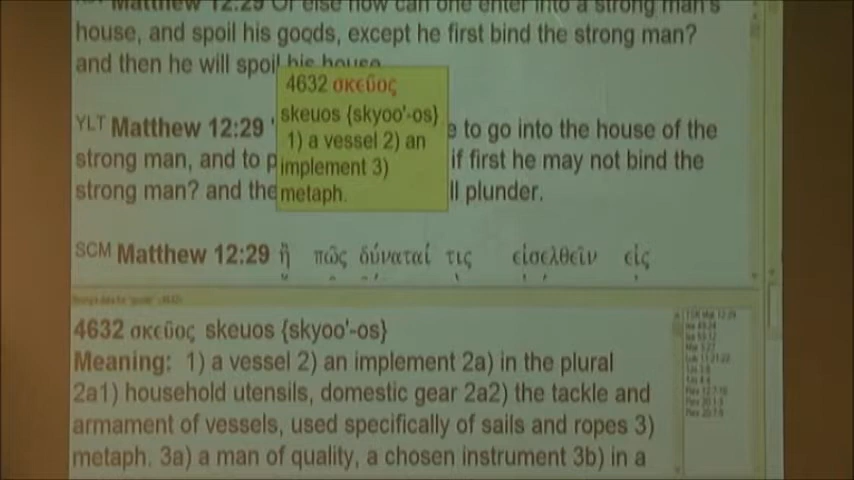 Matthew 12:29 Or else how can one enter into a strong man's
house, and spoil his goods, except he first bind the strong man?
and then he will spoil his house.
4632 σκεῦος
skeuos {skyoo'-os}
1) a vessel 2) an
implement 3)
metaph.
YLT Matthew 12:29 e to go into the house of the
strong man, and to p if first he may not bind the
strong man? and the ll plunder.
SCM Matthew 12:29 ἢ πῶς δύναταί τις εἰσελθεῖν εἰς
4632 σκεῦος skeuos {skyoo'-os}
Meaning: 1) a vessel 2) an implement 2a) in the plural
2a1) household utensils, domestic gear 2a2) the tackle and
armament of vessels, used specifically of sails and ropes 3)
metaph. 3a) a man of quality, a chosen instrument 3b) in a